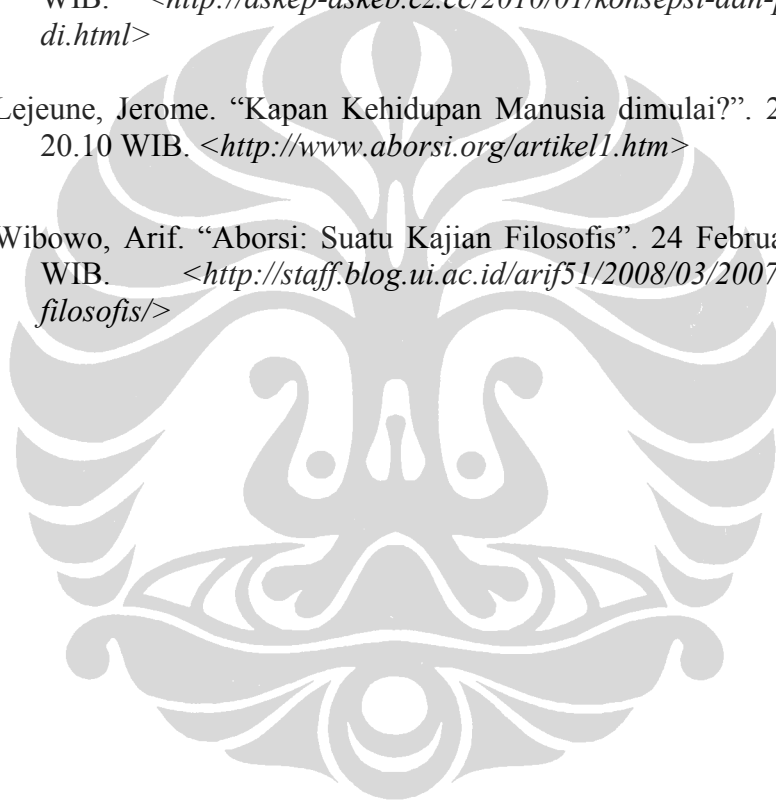 WIB. <http://askep-askeb.cz.cc/2010/01/konsepsi-dan-p
di.html>
Lejeune, Jerome. “Kapan Kehidupan Manusia dimulai?”. 2
20.10 WIB. <http://www.aborsi.org/artikel1.htm>
Wibowo, Arif. “Aborsi: Suatu Kajian Filosofis”. 24 Februa
WIB. <http://staff.blog.ui.ac.id/arif51/2008/03/2007
filosofis/>